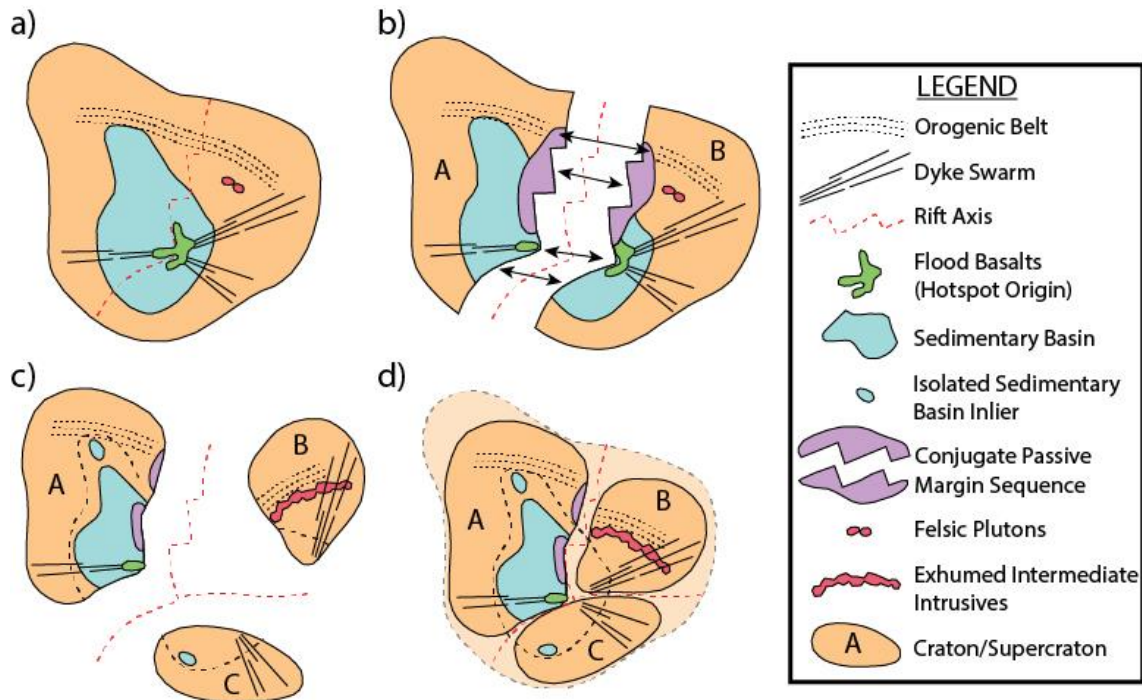 a)
b)
A
B
c)
A
B
C
d)
A
B
C
LEGEND
Orogenic Belt
Dyke Swarm
Rift Axis
Flood Basalts
(Hotspot Origin)
Sedimentary Basin
Isolated Sedimentary
Basin Inlier
Conjugate Passive
Margin Sequence
Felsic Plutons
Exhumed Intermediate
Intrusives
A
Craton/Supercraton